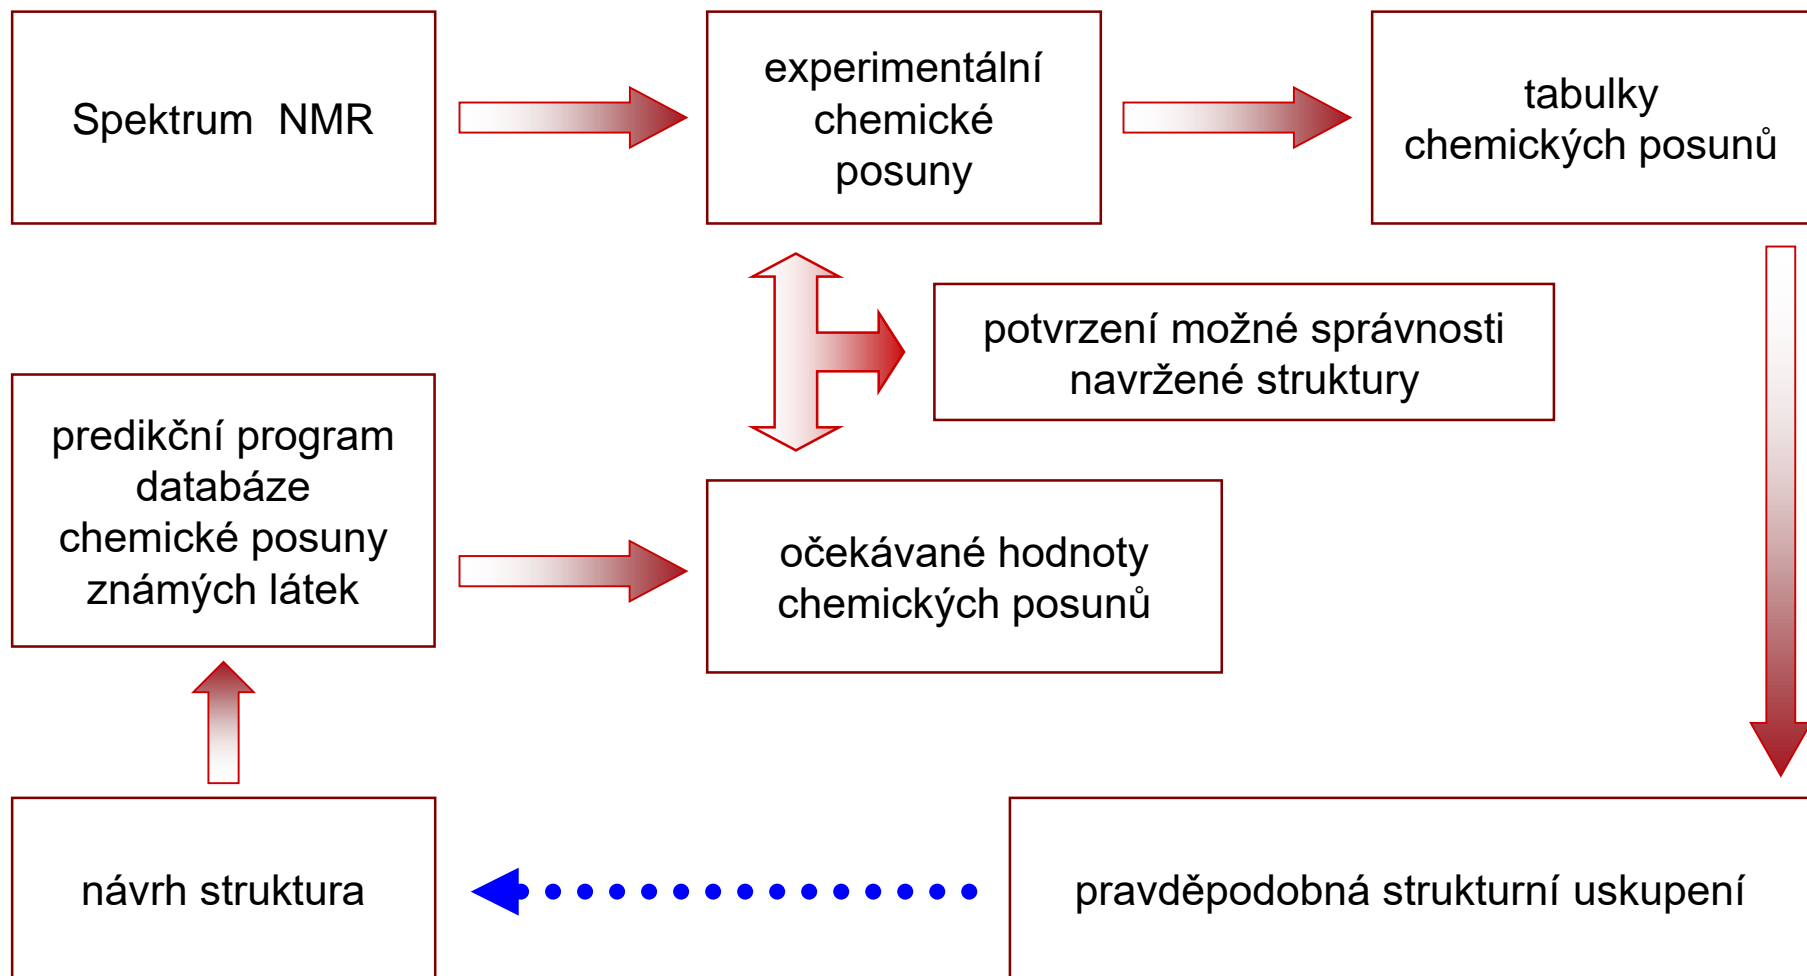 Spektrum  NMR
experimentální
chemické
posuny
tabulky
chemických posunů
potvrzení možné správnosti
navržené struktury
predikční program
databáze
chemické posuny
známých látek
očekávané hodnoty
chemických posunů
návrh struktura
pravděpodobná strukturní uskupení